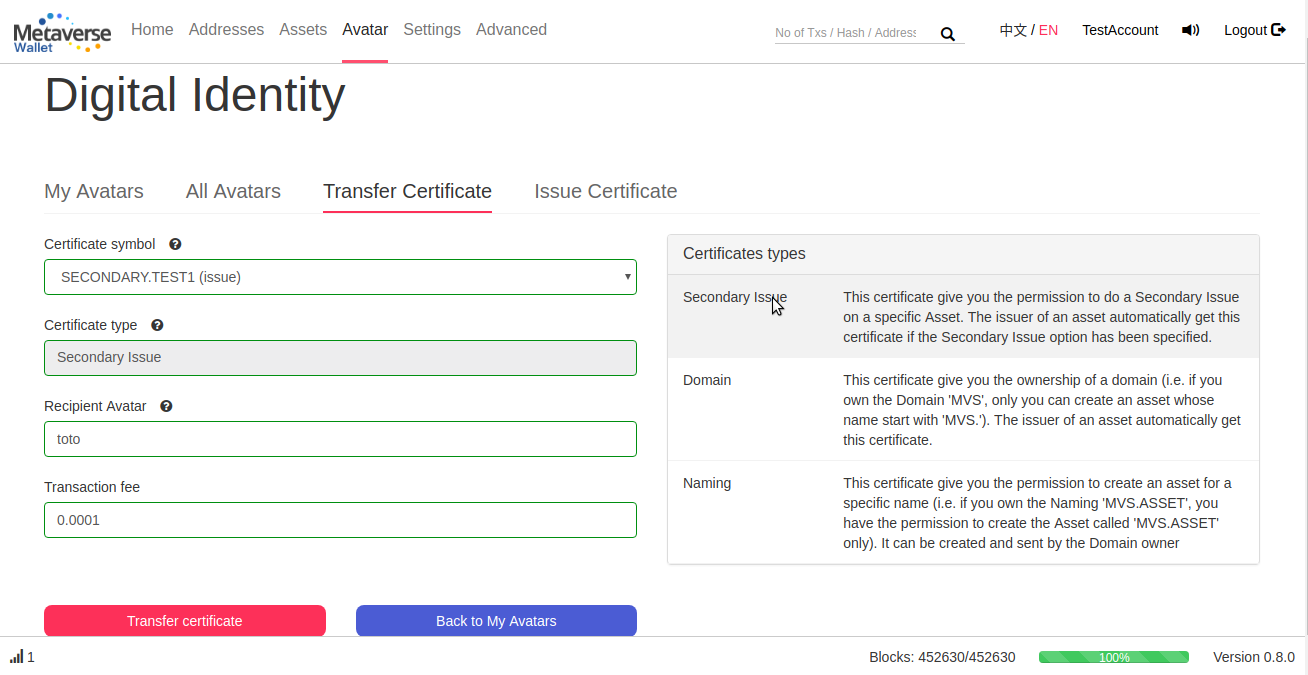 Metaverse
Wallet
Home Addresses Assets Avatar Settings Advanced
No of Txs / Hash / Address
中文 / EN TestAccount Logout
Digital Identity
My Avatars All Avatars Transfer Certificate Issue Certificate
Certificate symbol
SECONDARY.TEST1 (issue)
Certificate type
Secondary Issue
Recipient Avatar
toto
Transaction fee
0.0001
Transfer certificate Back to My Avatars
Certificates types
Secondary Issue
This certificate give you the permission to do a Secondary Issue
on a specific Asset. The issuer of an asset automatically get this
certificate if the Secondary Issue option has been specified.
Domain
This certificate give you the ownership of a domain (i.e. if you
own the Domain 'MVS', only you can create an asset whose
name start with 'MVS.'). The issuer of an asset automatically get
this certificate.
Naming
This certificate give you the permission to create an asset for a
specific name (i.e. if you own the Naming 'MVS.ASSET', you
have the permission to create the Asset called 'MVS.ASSET'
only). It can be created and sent by the Domain owner
1
Blocks: 452630/452630 100% Version 0.8.0